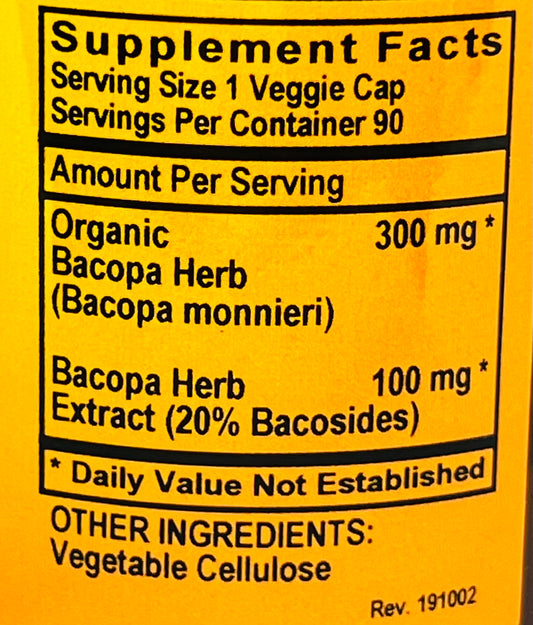 Supplement Facts
Serving Size 1 Veggie Cap
Servings Per Container 90
Amount Per Serving
Organic 300 mg *
Bacopa Herb
(Bacopa monnieri)
Bacopa Herb 100 mg *
Extract (20% Bacosides)
* Daily Value Not Established
OTHER INGREDIENTS:
Vegetable Cellulose
Rev. 191002